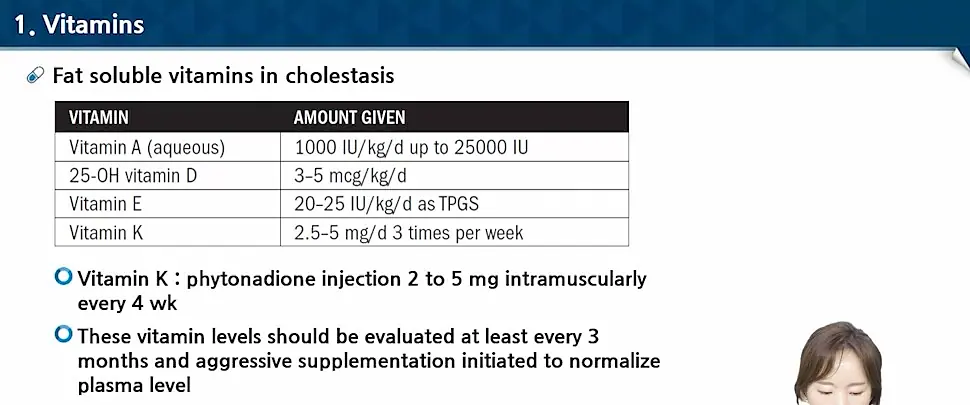 1. Vitamins
Fat soluble vitamins in cholestasis
VITAMIN AMOUNT GIVEN
Vitamin A (aqueous) 1000 IU/kg/d up to 25000 IU
25-OH vitamin D 3–5 mcg/kg/d
Vitamin E 20–25 IU/kg/d as TPGS
Vitamin K 2.5–5 mg/d 3 times per week
Vitamin K : phytonadione injection 2 to 5 mg intramuscularly
every 4 wk
These vitamin levels should be evaluated at least every 3
months and aggressive supplementation initiated to normalize
plasma level